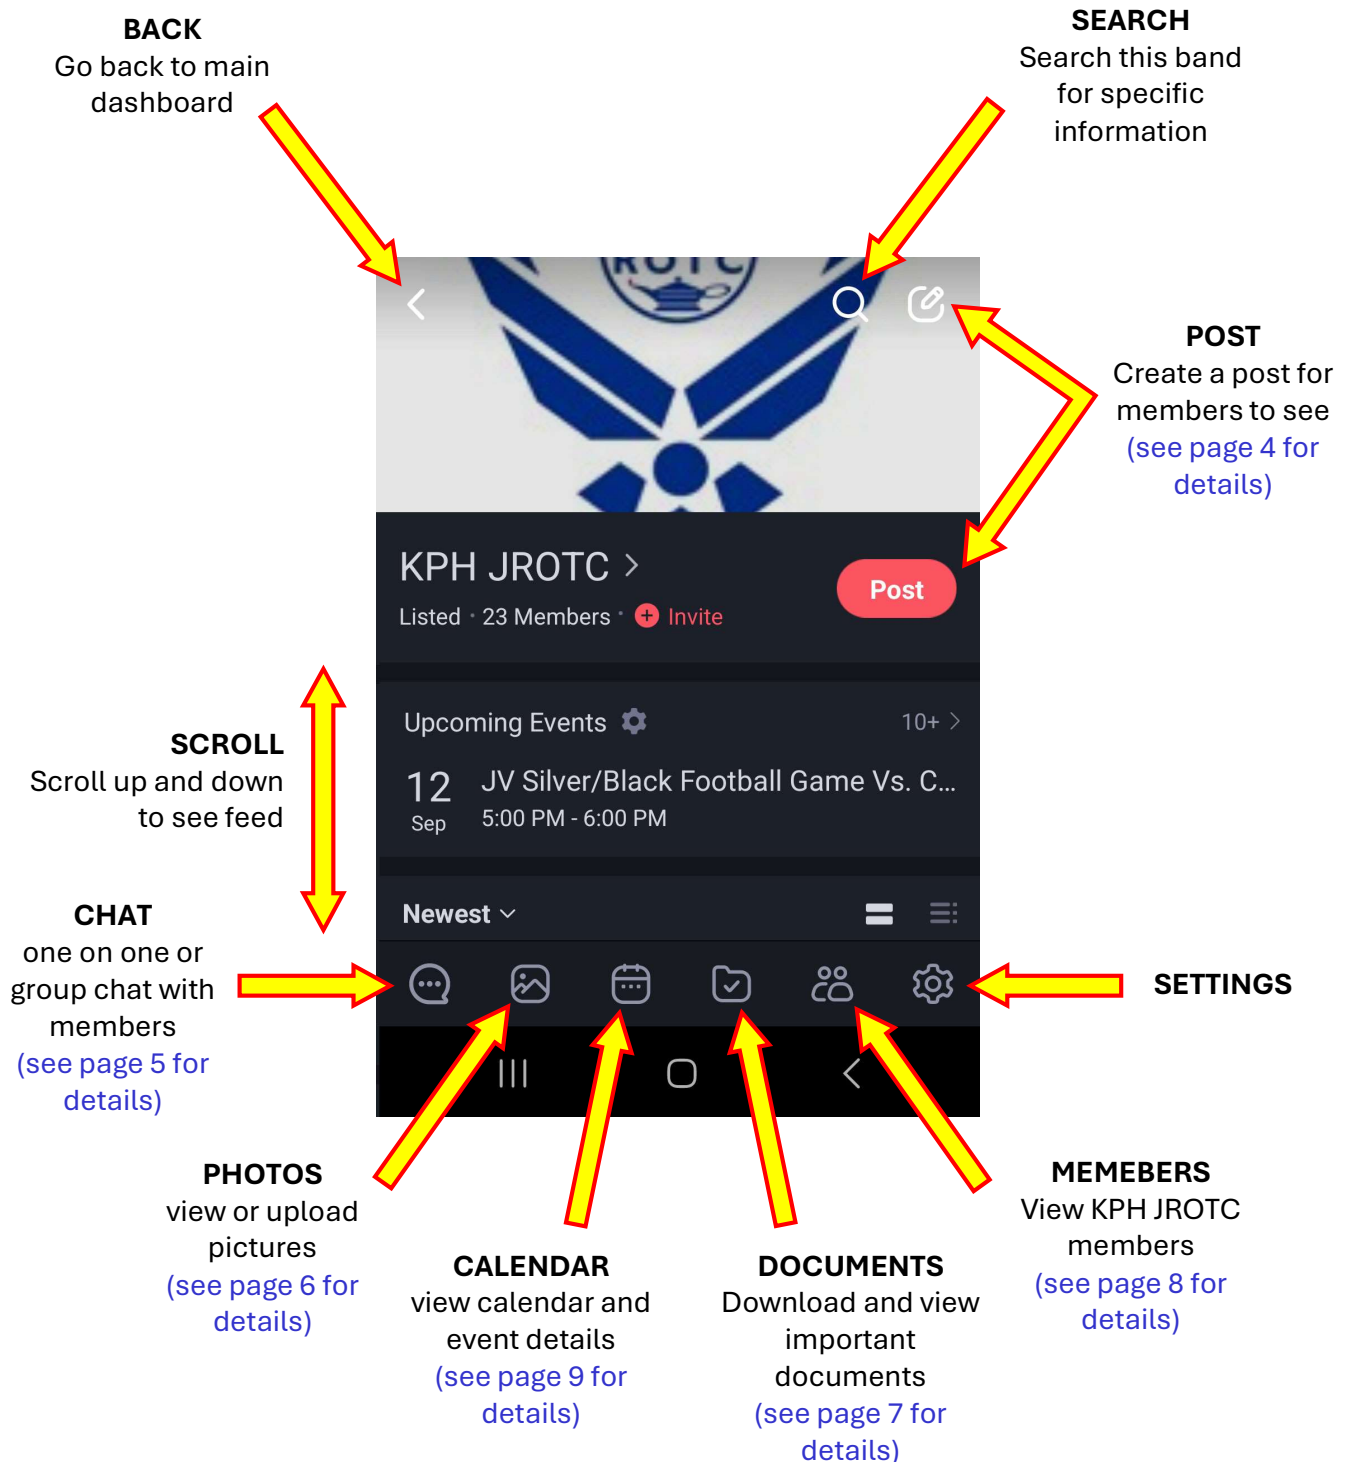 BACK
Go back to main
dashboard
SEARCH
Search this band
for specific
information
ROTC
POST
Create a post for
members to see
(see page 4 for
details)
KPH JROTC >
Post
Listed · 23 Members · + Invite
Upcoming Events
10+ >
12
Sep
JV Silver/Black Football Game Vs. C...
5:00 PM - 6:00 PM
SCROLL
Scroll up and down
to see feed
Newest
CHAT
one on one or
group chat with
members
(see page 5 for
details)
SETTINGS
PHOTOS
view or upload
pictures
(see page 6 for
details)
CALENDAR
view calendar and
event details
(see page 9 for
details)
DOCUMENTS
Download and view
important
documents
(see page 7 for
details)
MEMEBERS
View KPH JROTC
members
(see page 8 for
details)